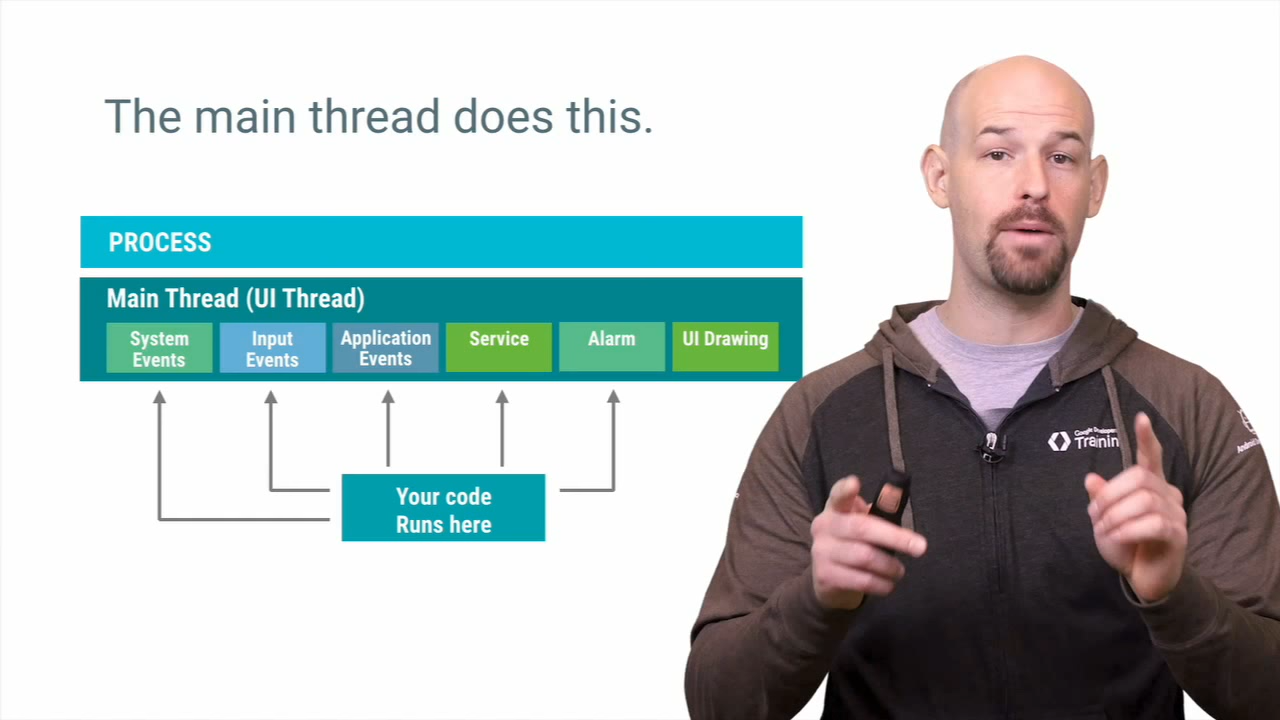 The main thread does this.
PROCESS
Main Thread (UI Thread)
System
Events
Input
Events
Application
Events
Service
Alarm
UI Drawing
Your code
Runs here
Google